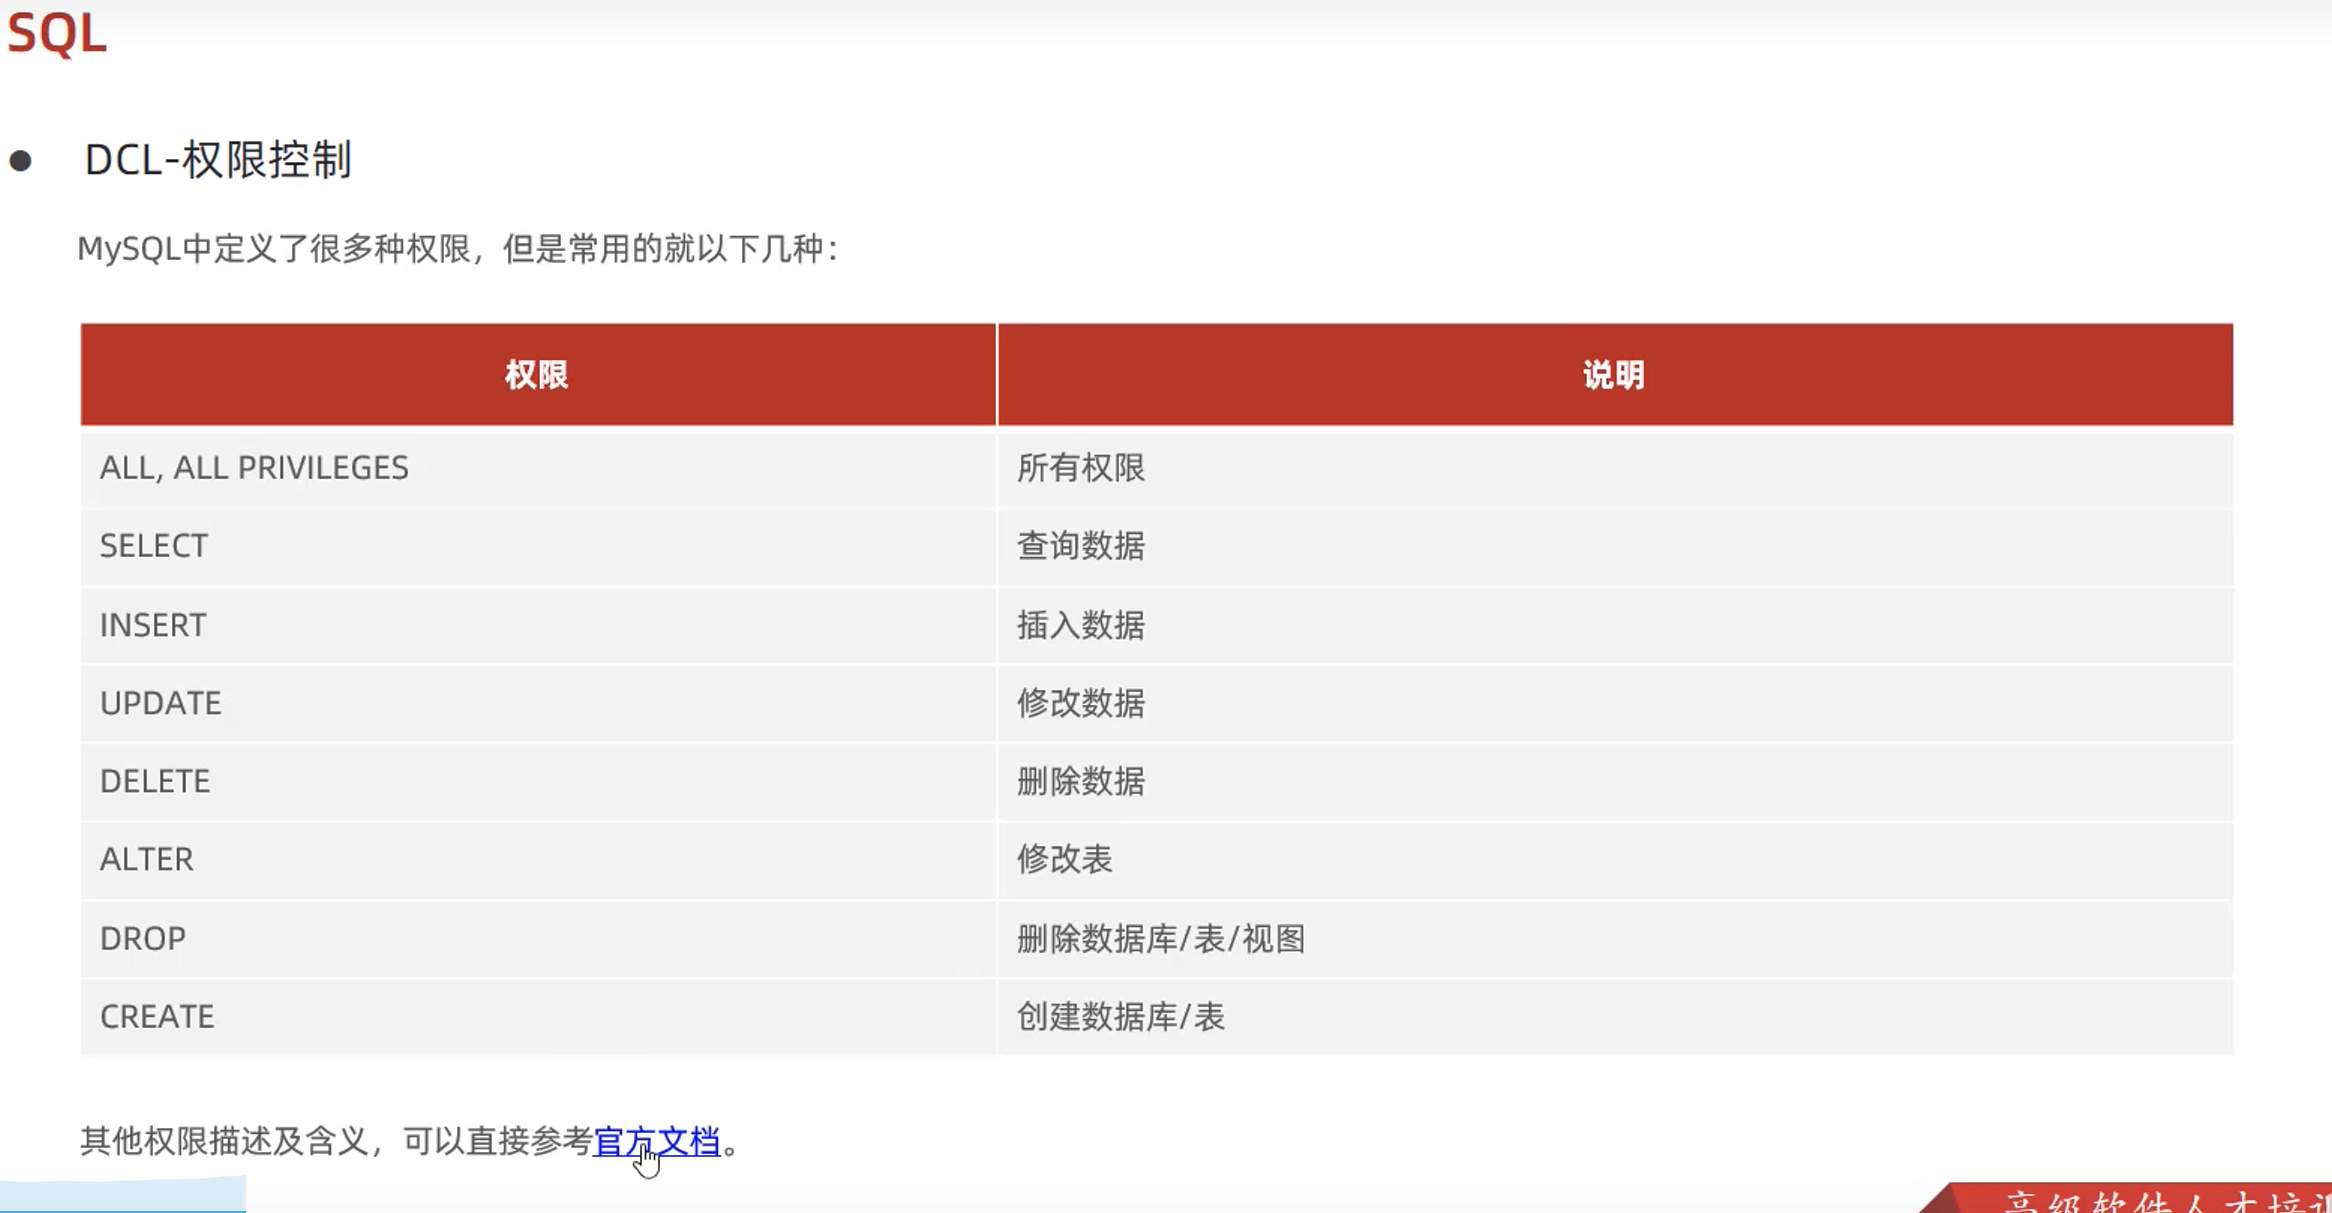 SQL
DCL-权限控制
MySQL中定义了很多种权限，但是常用的就以下几种：
权限 说明
ALL, ALL PRIVILEGES 所有权限
SELECT 查询数据
INSERT 插入数据
UPDATE 修改数据
DELETE 删除数据
ALTER 修改表
DROP 删除数据库/表/视图
CREATE 创建数据库/表
其他权限描述及含义，可以直接参考官方文档。
高级软件人才培训